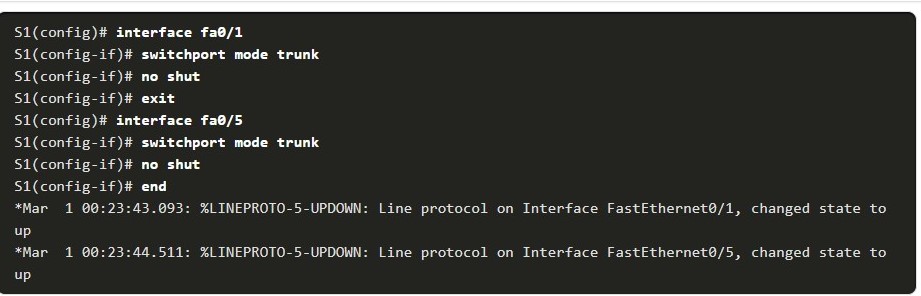 S1(config)# interface fa0/1
S1(config-if)# switchport mode trunk
S1(config-if)# no shut
S1(config-if)# exit
S1(config)# interface fa0/5
S1(config-if)# switchport mode trunk
S1(config-if)# no shut
S1(config-if)# end
*Mar  1 00:23:43.093: %LINEPROTO-5-UPDOWN: Line protocol on Interface FastEthernet0/1, changed state to
up
*Mar  1 00:23:44.511: %LINEPROTO-5-UPDOWN: Line protocol on Interface FastEthernet0/5, changed state to
up